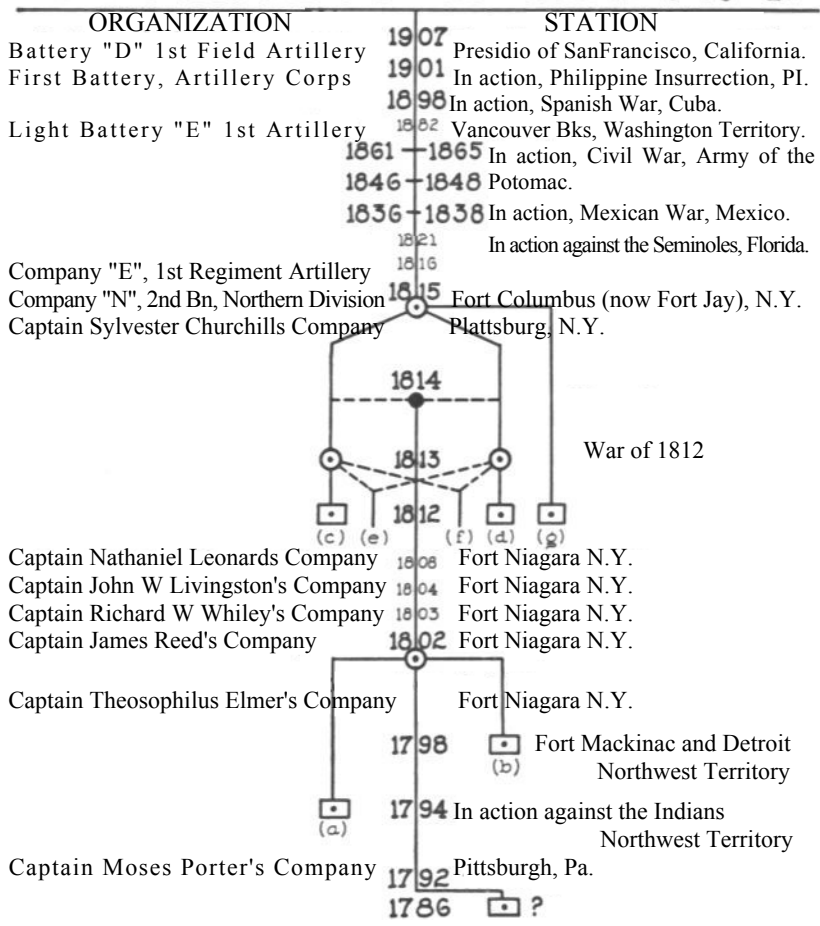 ORGANIZATION STATION
1907
Battery "D" 1st Field Artillery Presidio of SanFrancisco, California.
1901
First Battery, Artillery Corps In action, Philippine Insurrection, PI.
1898 In action, Spanish War, Cuba.
Light Battery "E" 1st Artillery 1882 Vancouver Bks, Washington Territory.
1861 1865 In action, Civil War, Army of the
1846 1848 Potomac.
1836 1838 In action, Mexican War, Mexico.
1821 In action against the Seminoles, Florida.
Company "E", 1st Regiment Artillery 1816
Company "N", 2nd Bn, Northern Division 1815 Fort Columbus (now Fort Jay), N.Y.
Captain Sylvester Churchills Company Plattsburg, N.Y.
1814
War of 1812
1813
1812
(c) (e) (f) (d) (g)
Captain Nathaniel Leonards Company 1808 Fort Niagara N.Y.
Captain John W Livingston's Company 1804 Fort Niagara N.Y.
Captain Richard W Whiley's Company 1803 Fort Niagara N.Y.
Captain James Reed's Company 1802 Fort Niagara N.Y.
Captain Theosophilus Elmer's Company Fort Niagara N.Y.
1798 Fort Mackinac and Detroit
(b) Northwest Territory
1794 In action against the Indians
(a) Northwest Territory
Captain Moses Porter's Company 1792 Pittsburgh, Pa.
1786 ?